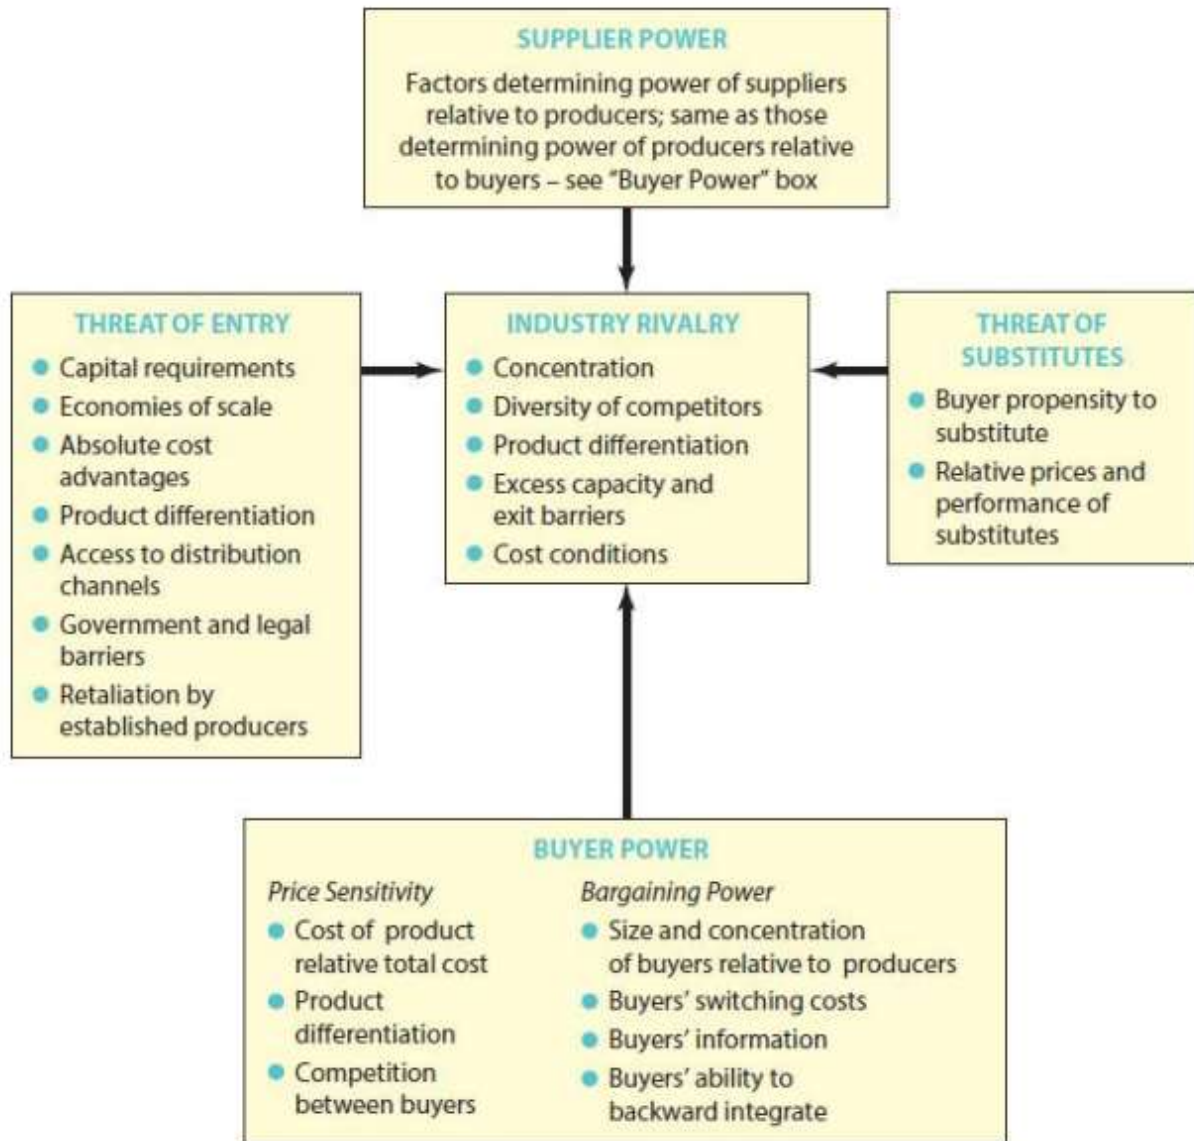 SUPPLIER POWER
Factors determining power of suppliers
relative to producers; same as those
determining power of producers relative
to buyers – see “Buyer Power” box
THREAT OF ENTRY
Capital requirements
Economies of scale
Absolute cost
advantages
Product differentiation
Access to distribution
channels
Government and legal
barriers
Retaliation by
established producers
INDUSTRY RIVALRY
Concentration
Diversity of competitors
Product differentiation
Excess capacity and
exit barriers
Cost conditions
THREAT OF
SUBSTITUTES
Buyer propensity to
substitute
Relative prices and
performance of
substitutes
BUYER POWER
Price Sensitivity
Cost of product
relative total cost
Product
differentiation
Competition
between buyers
Bargaining Power
Size and concentration
of buyers relative to producers
Buyers’ switching costs
Buyers’ information
Buyers’ ability to
backward integrate